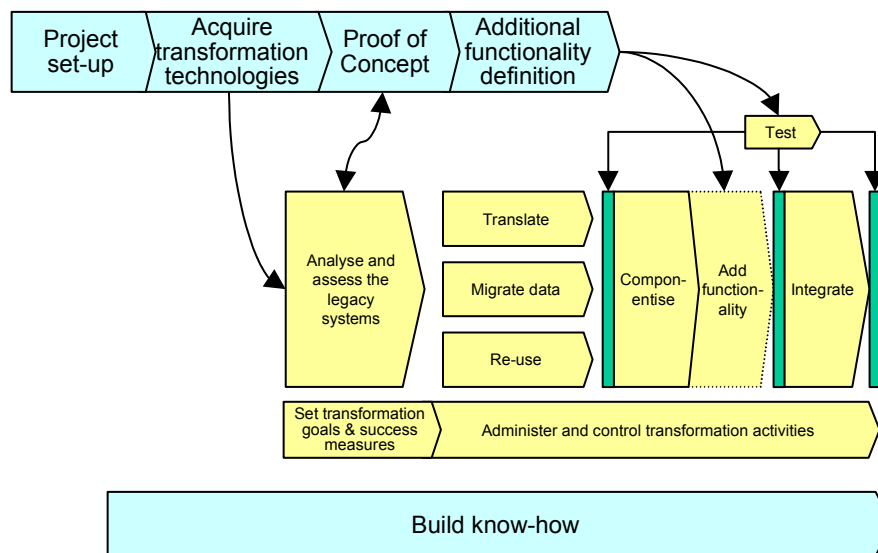 Project
set-up
Acquire
transformation
technologies
Proof of
Concept
Additional
functionality
definition
Test
Analyse and
assess the
legacy
systems
Translate
Migrate data
Re-use
Compon-
entise
Add
function-
ality
Integrate
Set transformation
goals & success
measures
Administer and control transformation activities
Build know-how